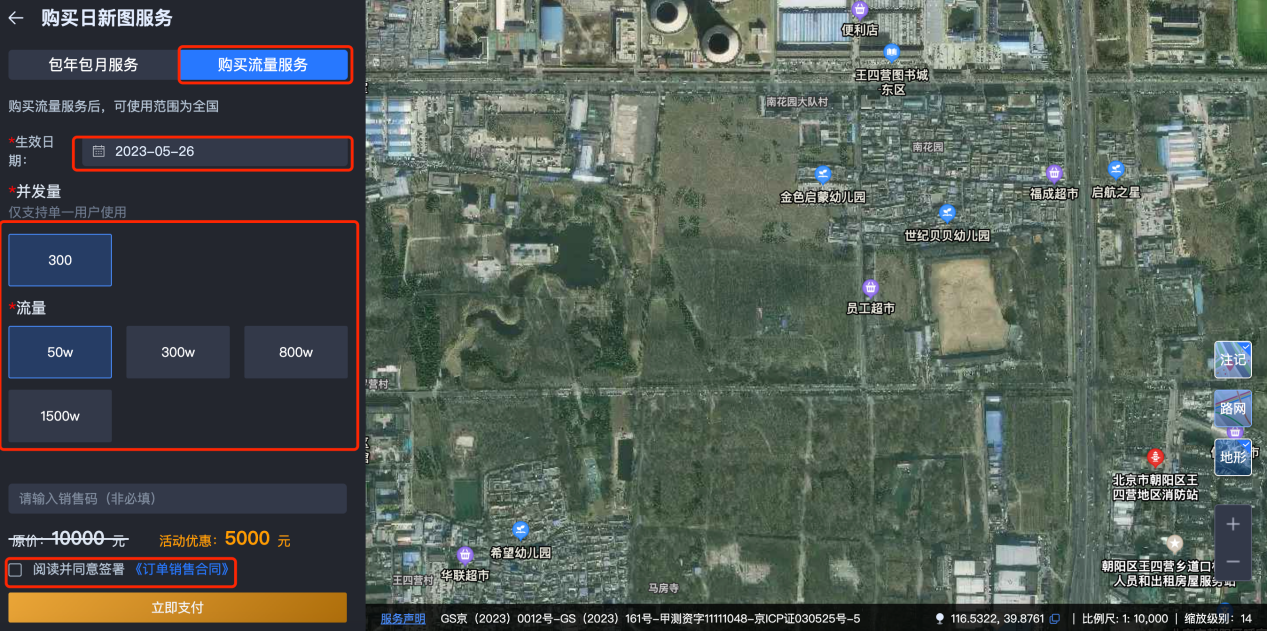 购买日新图服务
包年包月服务
购买流量服务
购买流量服务后，可使用范围为全国
*生效日
期:
2023-05-26
*并发量
仅支持单一用户使用
300
*流量
50w
300w
800w
1500w
请输入销售码（非必填）
原价: 10000 元
活动优惠: 5000 元
阅读并同意签署《订单销售合同》
立即支付
便利店
王四营图书城
东区
南花园大队村
南花园
金色启蒙幼儿园
福成超市
启航之星
世纪贝贝幼儿园
员工超市
注记
路网
地形
北京市朝阳区王
四营地区消防站
希望幼儿园
华联超市
王四营村
马房寺
朝阳区王四营乡道口村
人员和出租房屋服务站
服务声明
GS京（2023）0012号-GS（2023）161号-甲测资字11111048-京ICP证030525号-5
116.5322, 39.8761
| 比例尺: 1: 10,000 | 缩放级别: 14